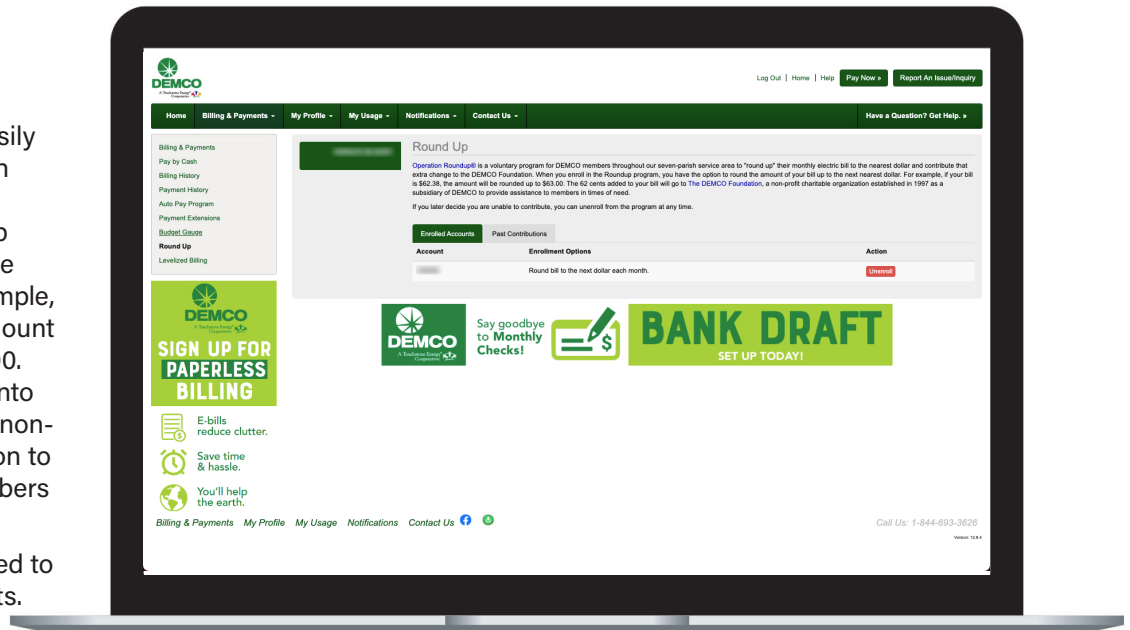 sily
n
o
e
mple,
ount
00.
nto
non-
on to
bers
ed to
ts.
DEMCO
A Touchstone Energy®
Cooperative
Log Out | Home | Help
Pay Now »
Report An Issue/Inquiry
Home
Billing & Payments
My Profile
My Usage
Notifications
Contact Us
Have a Question? Get Help. »
Billing & Payments
Pay by Cash
Billing History
Payment History
Auto Pay Program
Payment Extensions
Budget Gauge
Round Up
Levelized Billing
Round Up
Operation Roundup® is a voluntary program for DEMCO members throughout our seven-parish service area to "round up" their monthly electric bill to the nearest dollar and contribute that
extra change to the DEMCO Foundation. When you enroll in the Roundup program, you have the option to round the amount of your bill up to the next nearest dollar. For example, if your bill
is $62.38, the amount will be rounded up to $63.00. The 62 cents added to your bill will go to The DEMCO Foundation, a non-profit charitable organization established in 1997 as a
subsidiary of DEMCO to provide assistance to members in times of need.
If you later decide you are unable to contribute, you can unenroll from the program at any time.
Enrolled Accounts
Past Contributions
Account
Enrollment Options
Action
Round bill to the next dollar each month.
Unenroll
DEMCO
A Touchstone Energy®
Cooperative
SIGN UP FOR
PAPERLESS
BILLING
E-bills
reduce clutter.
Save time
& hassle.
You'll help
the earth.
DEMCO
A Touchstone Energy®
Cooperative
Say goodbye
to Monthly
Checks!
$
BANK DRAFT
SET UP TODAY!
Billing & Payments My Profile My Usage Notifications Contact Us
Call Us: 1-844-693-3626
Version: 12.9.4